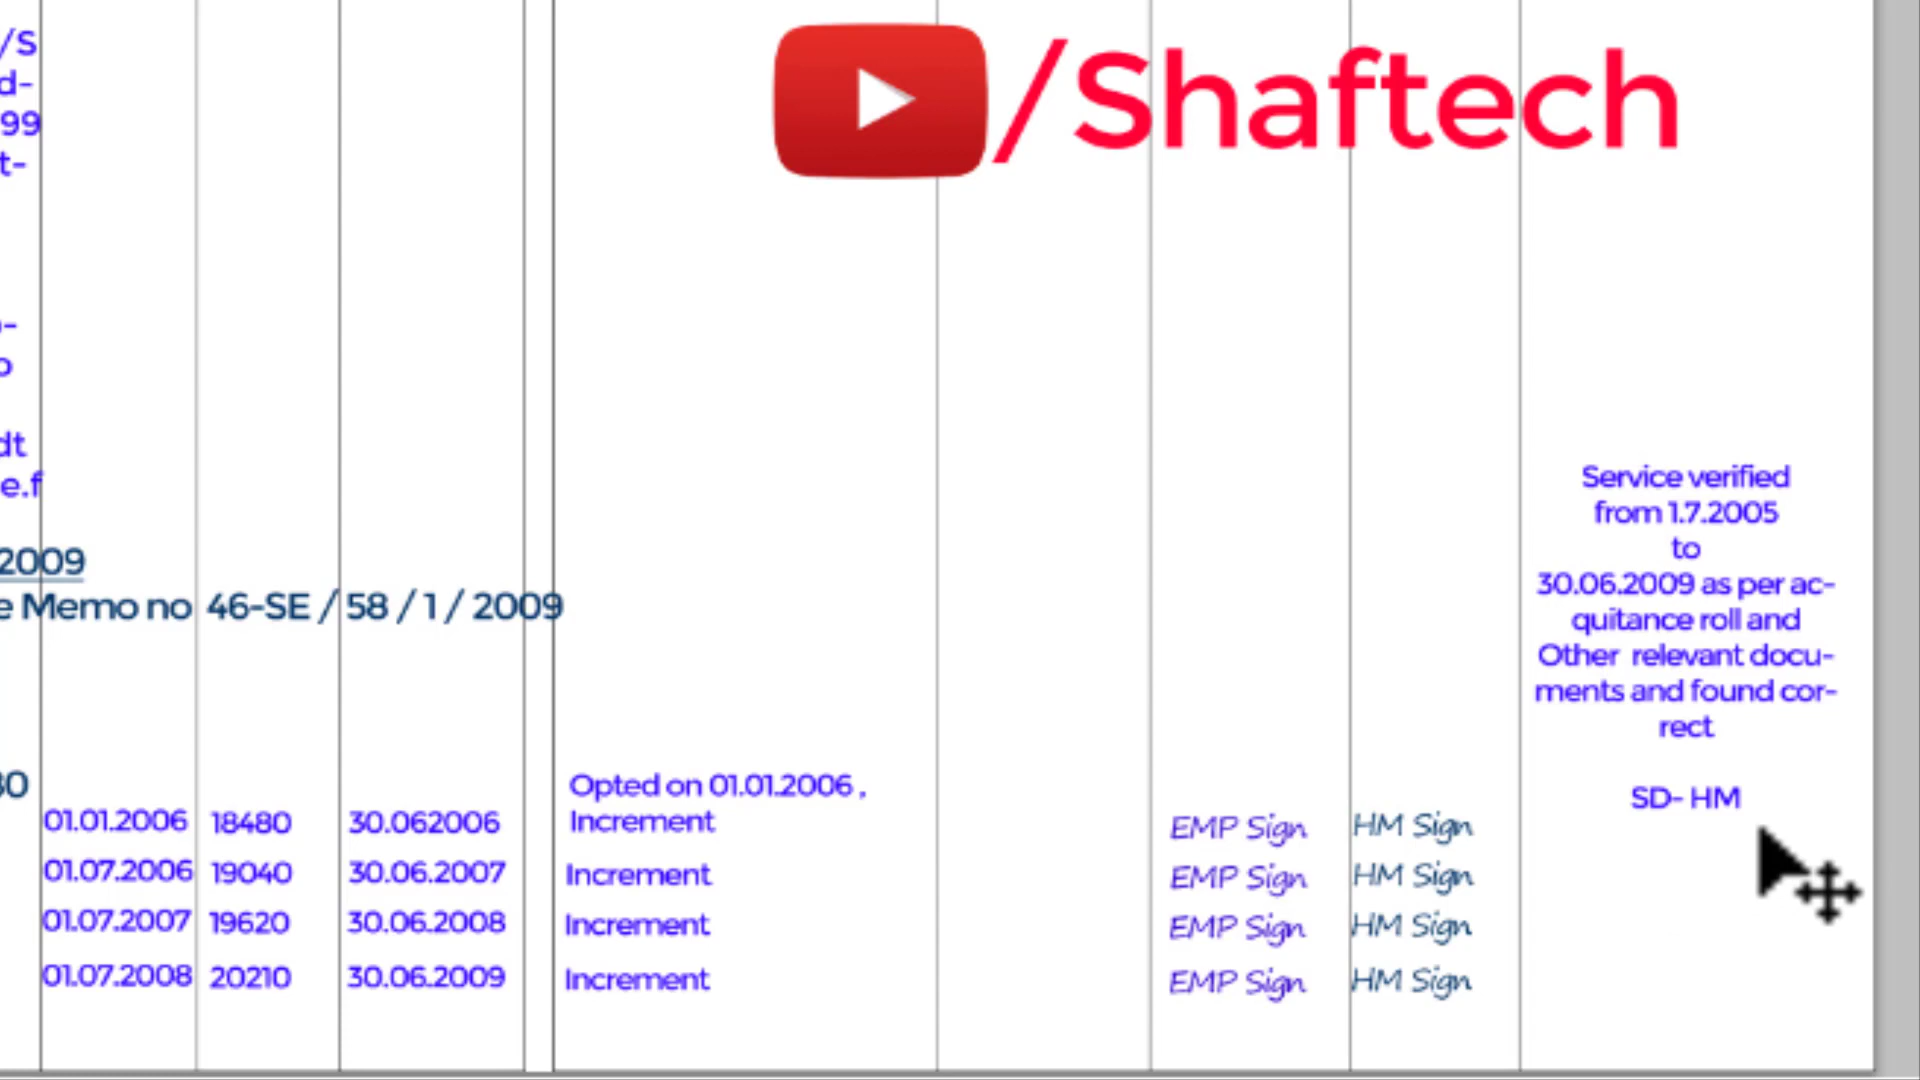 /Shaftech
/S
d-
99
t-
dt
e.f
2009
e Memo no 46-SE / 58 / 1 / 2009
Service verified
from 1.7.2005
to
30.06.2009 as per ac-
quitance roll and
Other relevant docu-
ments and found cor-
rect
SD- HM
Opted on 01.01.2006 ,
01.01.2006 18480 30.062006 Increment EMP Sign HM Sign
01.07.2006 19040 30.06.2007 Increment EMP Sign HM Sign
01.07.2007 19620 30.06.2008 Increment EMP Sign HM Sign
01.07.2008 20210 30.06.2009 Increment EMP Sign HM Sign